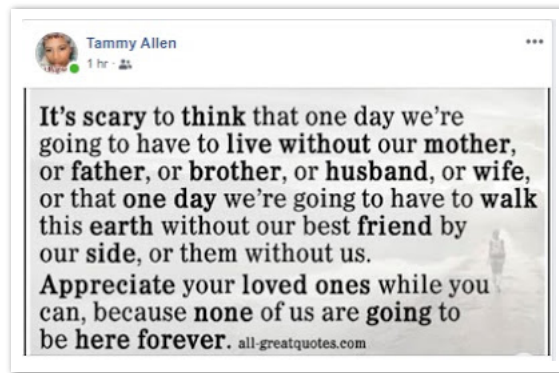 Tammy Allen
1 hr ·
It's scary to think that one day we're
going to have to live without our mother,
or father, or brother, or husband, or wife,
or that one day we're going to have to walk
this earth without our best friend by
our side, or them without us.
Appreciate your loved ones while you
can, because none of us are going to
be here forever. all-greatquotes.com